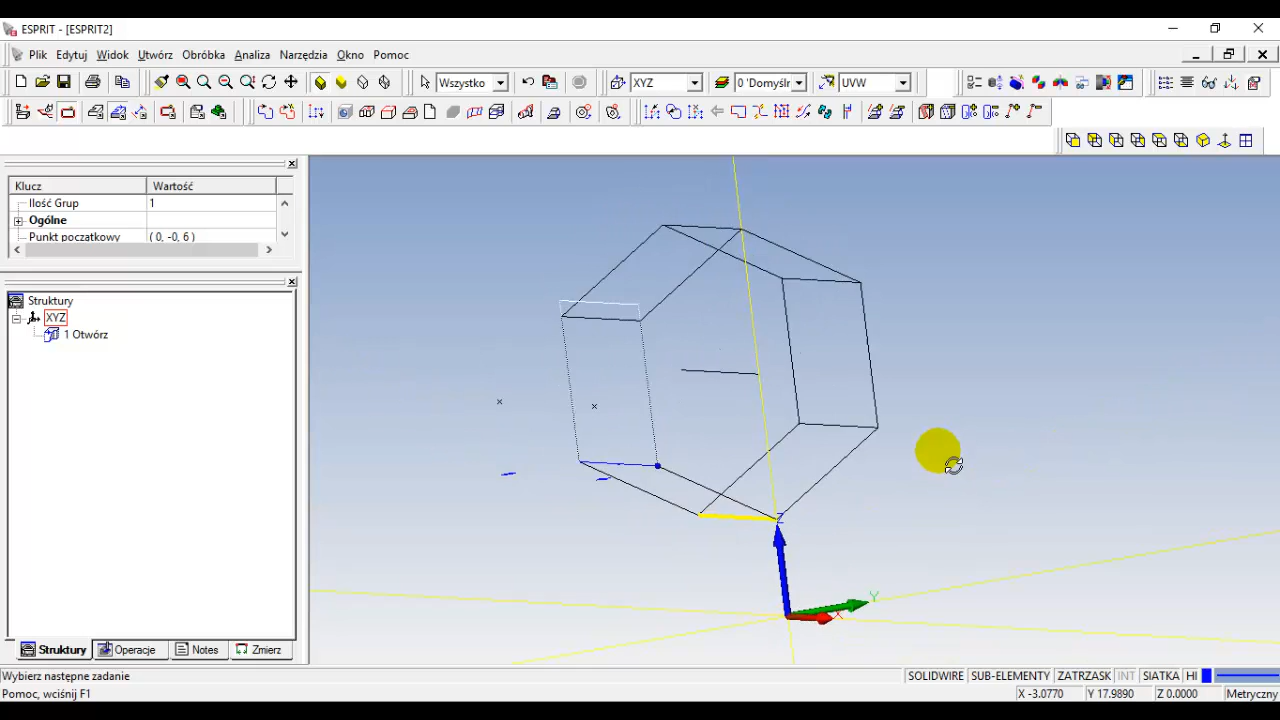 ESPRIT - [ESPRIT2]
Plik Edytuj Widok Utwórz Obróbka Analiza Narzędzia Okno Pomoc
Wszystko XYZ 0 'Domyślr UVW
Klucz Wartość
Ilość Grup 1
Ogólne
Punkt początkowy ( 0, -0, 6 )
Struktury
XYZ
1 Otwórz
Z
Y
X
Struktury Operacje Notes Zmierz
Wybierz następne zadanie SOLIDWIRE SUB-ELEMENTY ZATRZASK INT SIATKA HI
Pomoc, wciśnij F1 X -3.0770 Y 17.9890 Z 0.0000 Metryczny